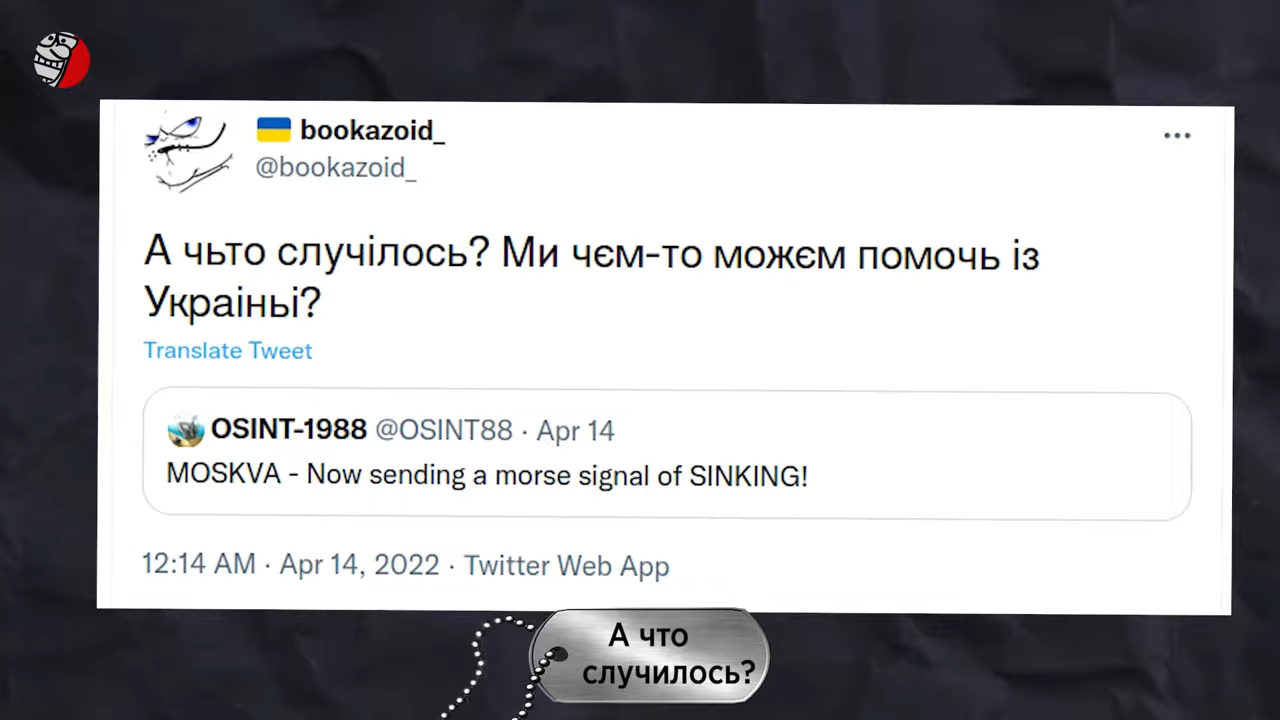 bookazoid_
@bookazoid_
А чьто случілось? Ми чєм-то можєм помочь із
Украіньі?
Translate Tweet
OSINT-1988 @OSINT88 · Apr 14
MOSKVA - Now sending a morse signal of SINKING!
12:14 AM · Apr 14, 2022 · Twitter Web App
А что
случилось?